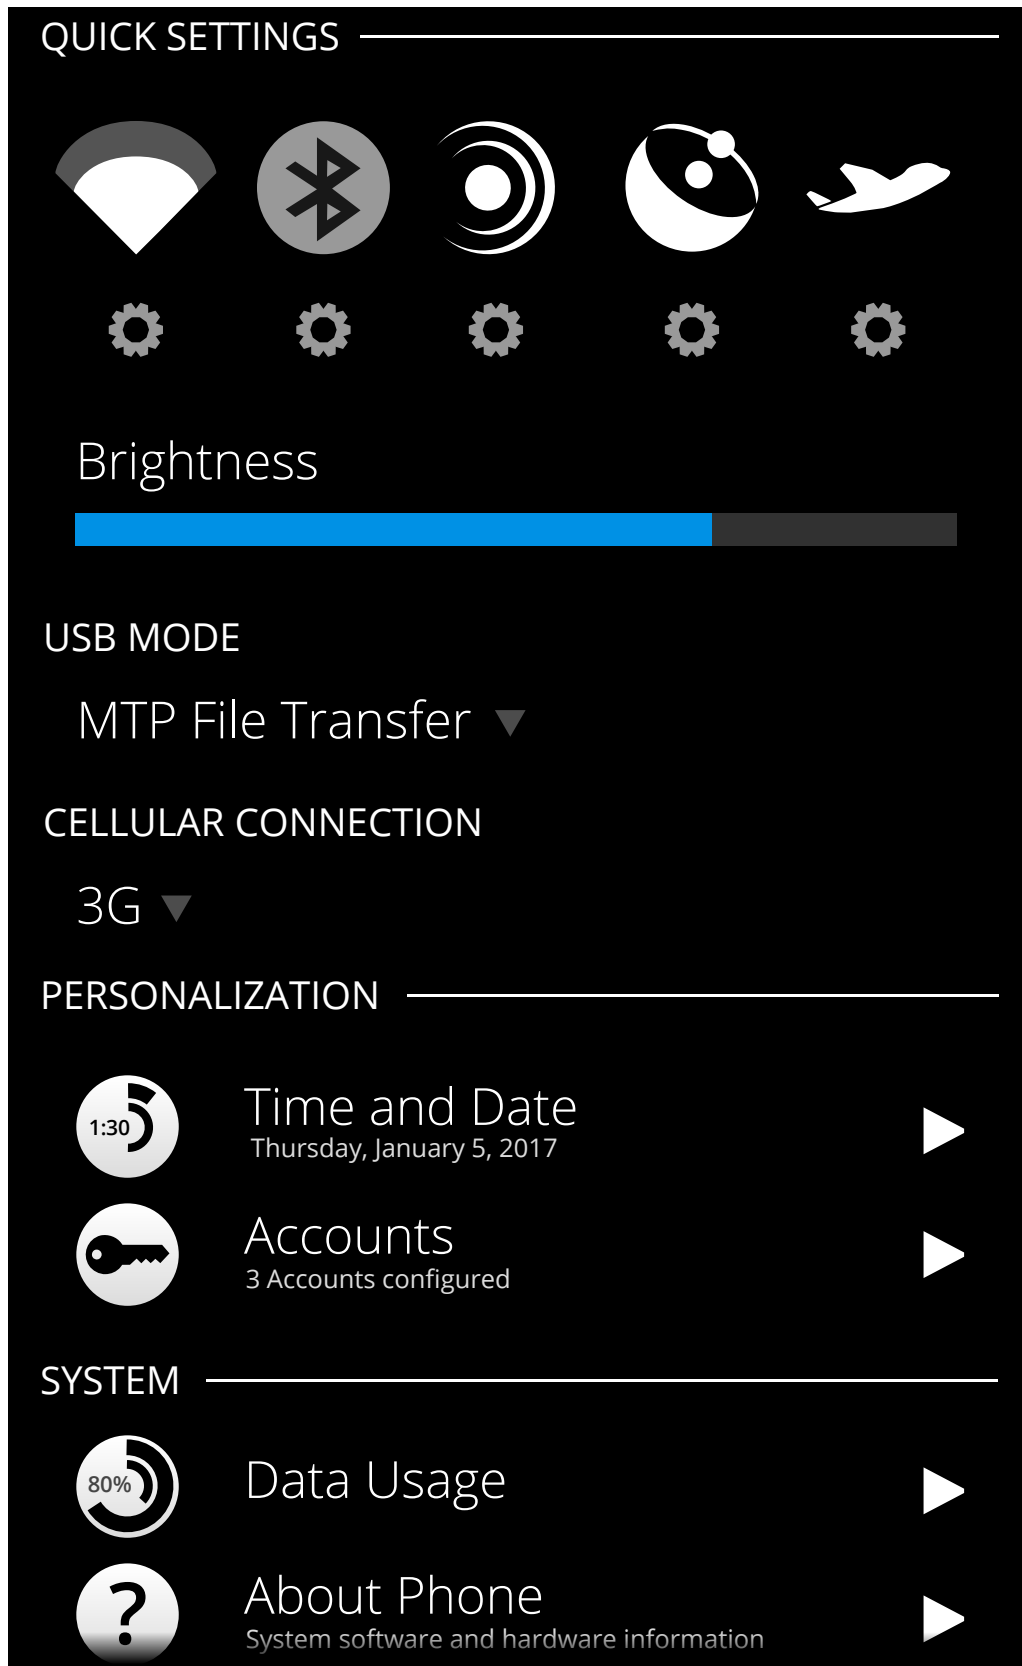 QUICK SETTINGS
Brightness
USB MODE
MTP File Transfer
CELLULAR CONNECTION
3G
PERSONALIZATION
1:30
Time and Date
Thursday, January 5, 2017
Accounts
3 Accounts configured
SYSTEM
80%
Data Usage
?
About Phone
System software and hardware information